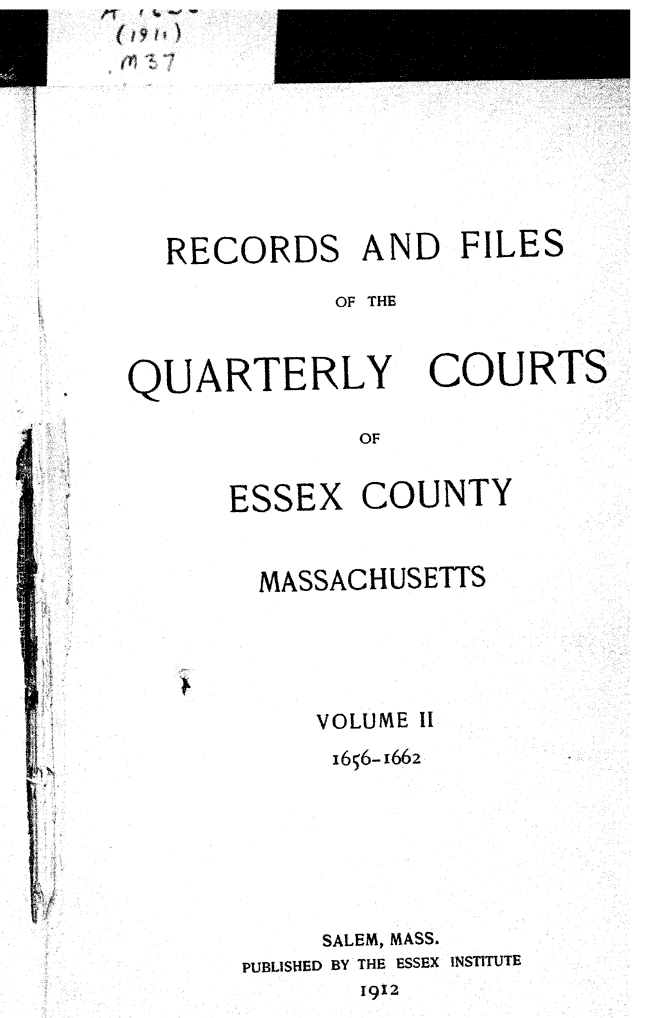 (1911)
M37
RECORDS AND FILES
OF THE
QUARTERLY COURTS
OF
ESSEX COUNTY
MASSACHUSETTS
VOLUME II
1656-1662
SALEM, MASS.
PUBLISHED BY THE ESSEX INSTITUTE
1912